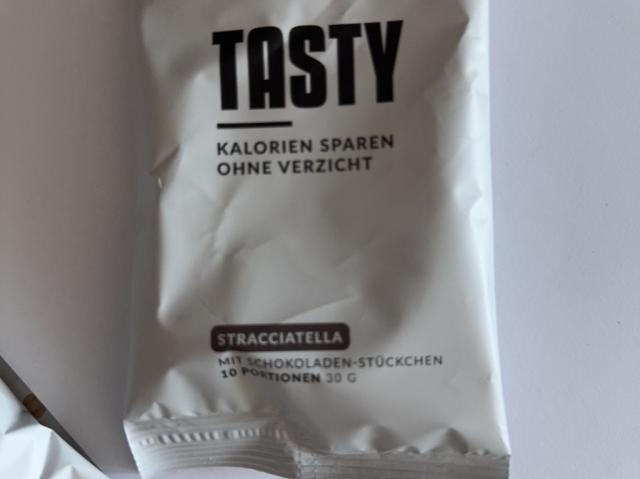 TASTY
KALORIEN SPAREN
OHNE VERZICHT
STRACCIATELLA
MIT SCHOKOLADEN-STÜCKCHEN
10 PORTIONEN 30 G